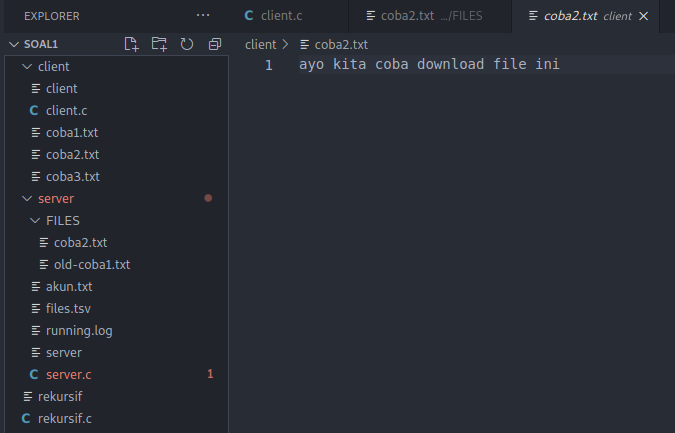 EXPLORER ...
client.c coba2.txt .../FILES coba2.txt client
SOAL1
client > coba2.txt
1 ayo kita coba download file ini
client
client
C client.c
coba1.txt
coba2.txt
coba3.txt
server
FILES
coba2.txt
old-coba1.txt
akun.txt
files.tsv
running.log
server
C server.c 1
rekursif
C rekursif.c